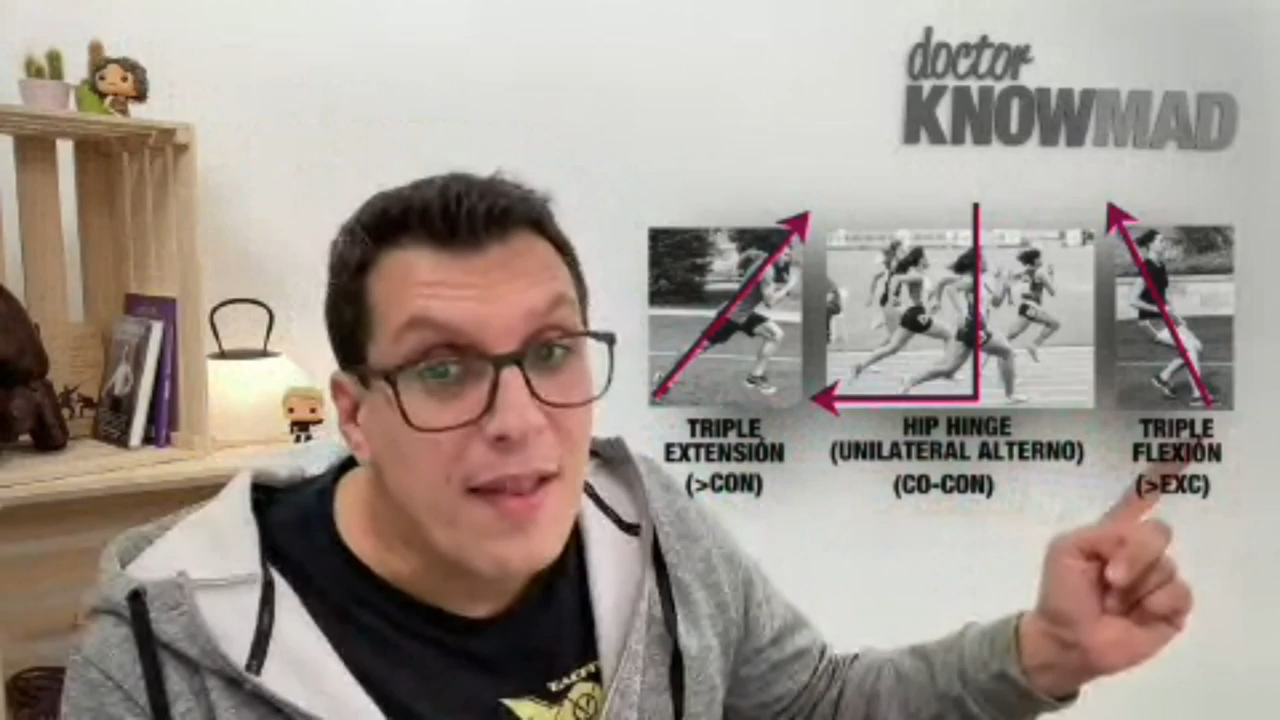 doctor
KNOWMAD
TRIPLE
EXTENSIÓN
(>CON)
HIP HINGE
(UNILATERAL ALTERNO)
(CO-CON)
TRIPLE
FLEXIÓN
(>EXC)